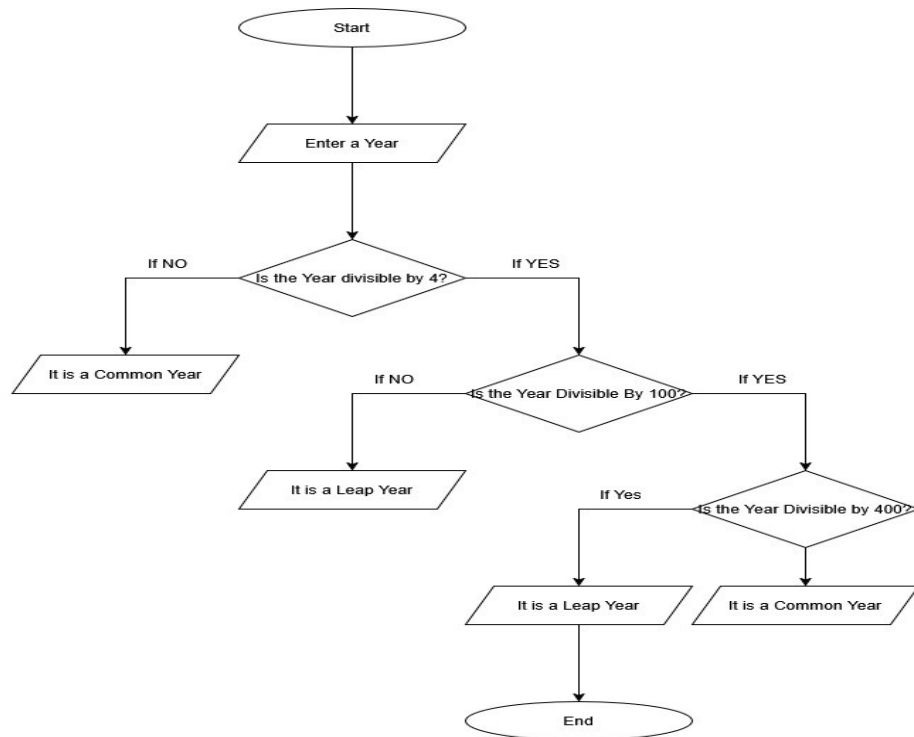 Start
Enter a Year
If NO
If YES
Is the Year divisible by 4?
It is a Common Year
If NO
If YES
Is the Year Divisible By 100?
It is a Leap Year
If Yes
Is the Year Divisible by 400?
It is a Leap Year
It is a Common Year
End